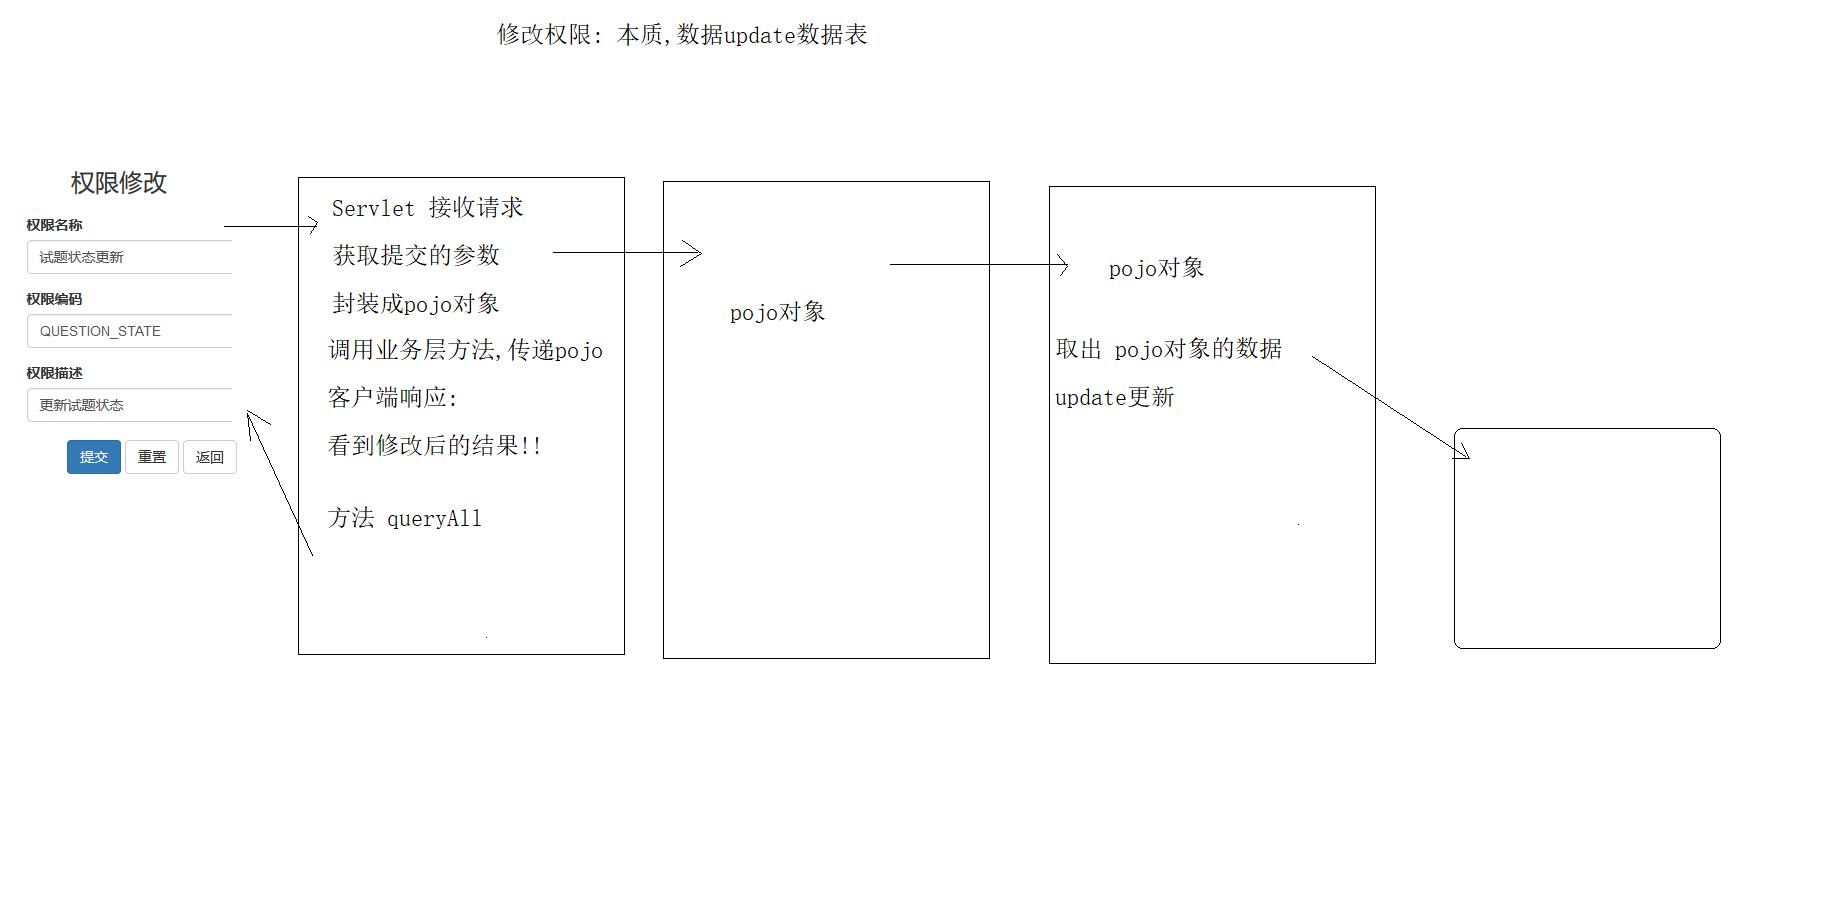 修改权限: 本质,数据update数据表
权限修改
权限名称
试题状态更新
权限编码
QUESTION_STATE
权限描述
更新试题状态
提交 重置 返回
Servlet 接收请求
获取提交的参数
封装成pojo对象
调用业务层方法,传递pojo
客户端响应:
看到修改后的结果!!
方法 queryAll
pojo对象
pojo对象
取出 pojo对象的数据
update更新